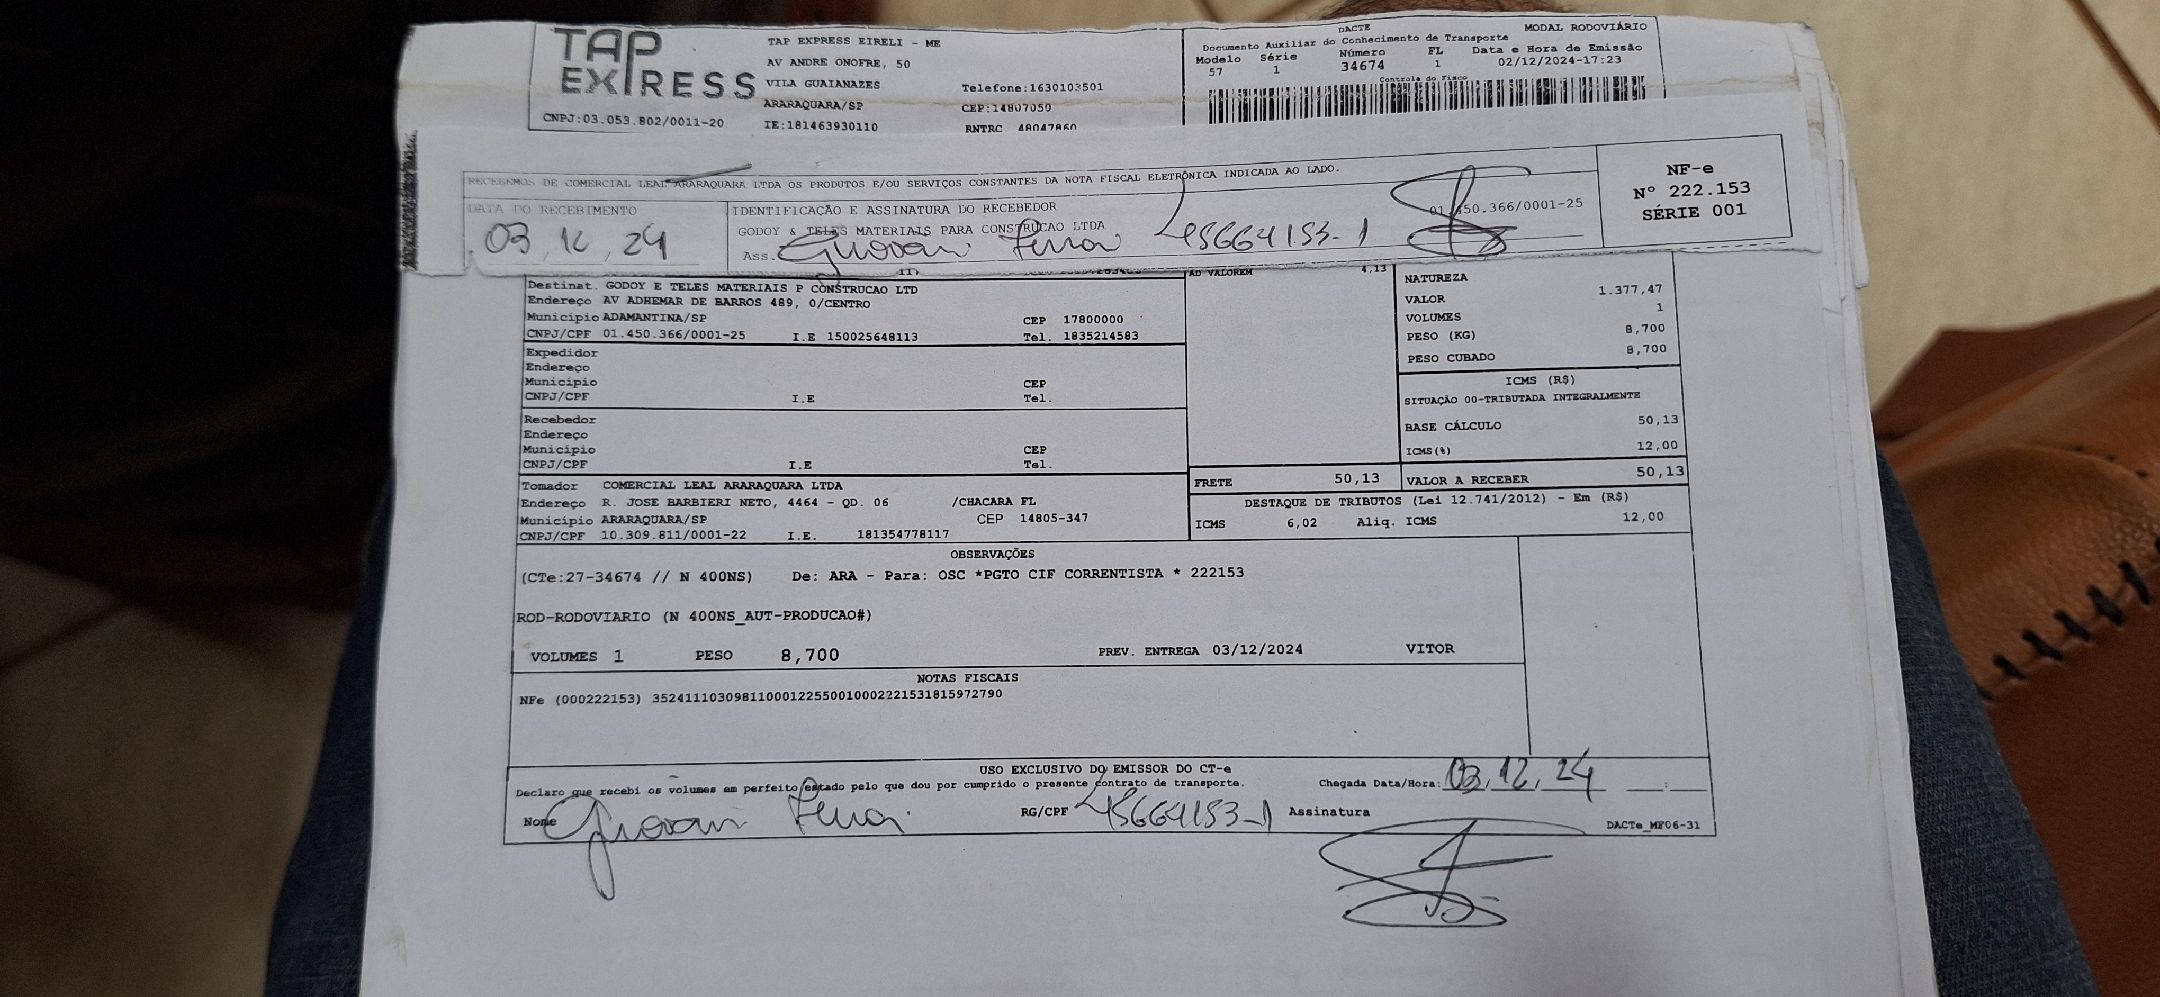 TAP EXPRESS
TAP EXPRESS EIRELI - ME
AV ANDRE ONOFRE, 50
VILA GUAIANAZES
ARARAQUARA/SP
CNPJ:03.053.802/0011-20
IE:181463930110
Telefone:1630103501
CEP:14807050
RNTRC 48047860
DACTE
MODAL RODOVIÁRIO
Documento Auxiliar do Conhecimento de Transporte
Modelo Série Número FL Data e Hora de Emissão
57 1 34674 1 02/12/2024-17:23
Controle do Fisco
RECEBEMOS DE COMERCIAL LEAL ARARAQUARA LTDA OS PRODUTOS E/OU SERVIÇOS CONSTANTES DA NOTA FISCAL ELETRÔNICA INDICADA AO LADO.
NF-e
Nº 222.153
SÉRIE 001
DATA DO RECEBIMENTO
03, 12, 24
IDENTIFICAÇÃO E ASSINATURA DO RECEBEDOR
GODOY & TELES MATERIAIS PARA CONSTRUCAO LTDA 01.450.366/0001-25
Ass. 45664153-1
AD VALOREM 4,13
Destinat. GODOY E TELES MATERIAIS P CONSTRUCAO LTD
Endereço AV ADHEMAR DE BARROS 489, 0/CENTRO
Município ADAMANTINA/SP CEP 17800000
CNPJ/CPF 01.450.366/0001-25 I.E 150025648113 Tel. 1835214583
Expedidor
Endereço
Município CEP
CNPJ/CPF I.E Tel.
Recebedor
Endereço
Município CEP
CNPJ/CPF I.E Tel.
Tomador COMERCIAL LEAL ARARAQUARA LTDA
Endereço R. JOSE BARBIERI NETO, 4464 - QD. 06 /CHACARA FL
Município ARARAQUARA/SP CEP 14805-347
CNPJ/CPF 10.309.811/0001-22 I.E. 181354778117
NATUREZA
VALOR 1.377,47
VOLUMES 1
PESO (KG) 8,700
PESO CUBADO 8,700
ICMS (R$)
SITUAÇÃO 00-TRIBUTADA INTEGRALMENTE
BASE CÁLCULO 50,13
ICMS(%) 12,00
FRETE 50,13 VALOR A RECEBER 50,13
DESTAQUE DE TRIBUTOS (Lei 12.741/2012) - Em (R$)
ICMS 6,02 Aliq. ICMS 12,00
OBSERVAÇÕES
(CTe:27-34674 // N 400NS) De: ARA - Para: OSC *PGTO CIF CORRENTISTA * 222153
ROD-RODOVIARIO (N 400NS_AUT-PRODUCAO#)
VOLUMES 1 PESO 8,700 PREV. ENTREGA 03/12/2024 VITOR
NOTAS FISCAIS
NFe (000222153) 35241110309811000122550010002221531815972790
USO EXCLUSIVO DO EMISSOR DO CT-e
Declaro que recebi os volumes em perfeito estado pelo que dou por cumprido o presente contrato de transporte. Chegada Data/Hora: 03, 12, 24 __:__
Nome RG/CPF 45664153-1 Assinatura
DACTe_MF06-31